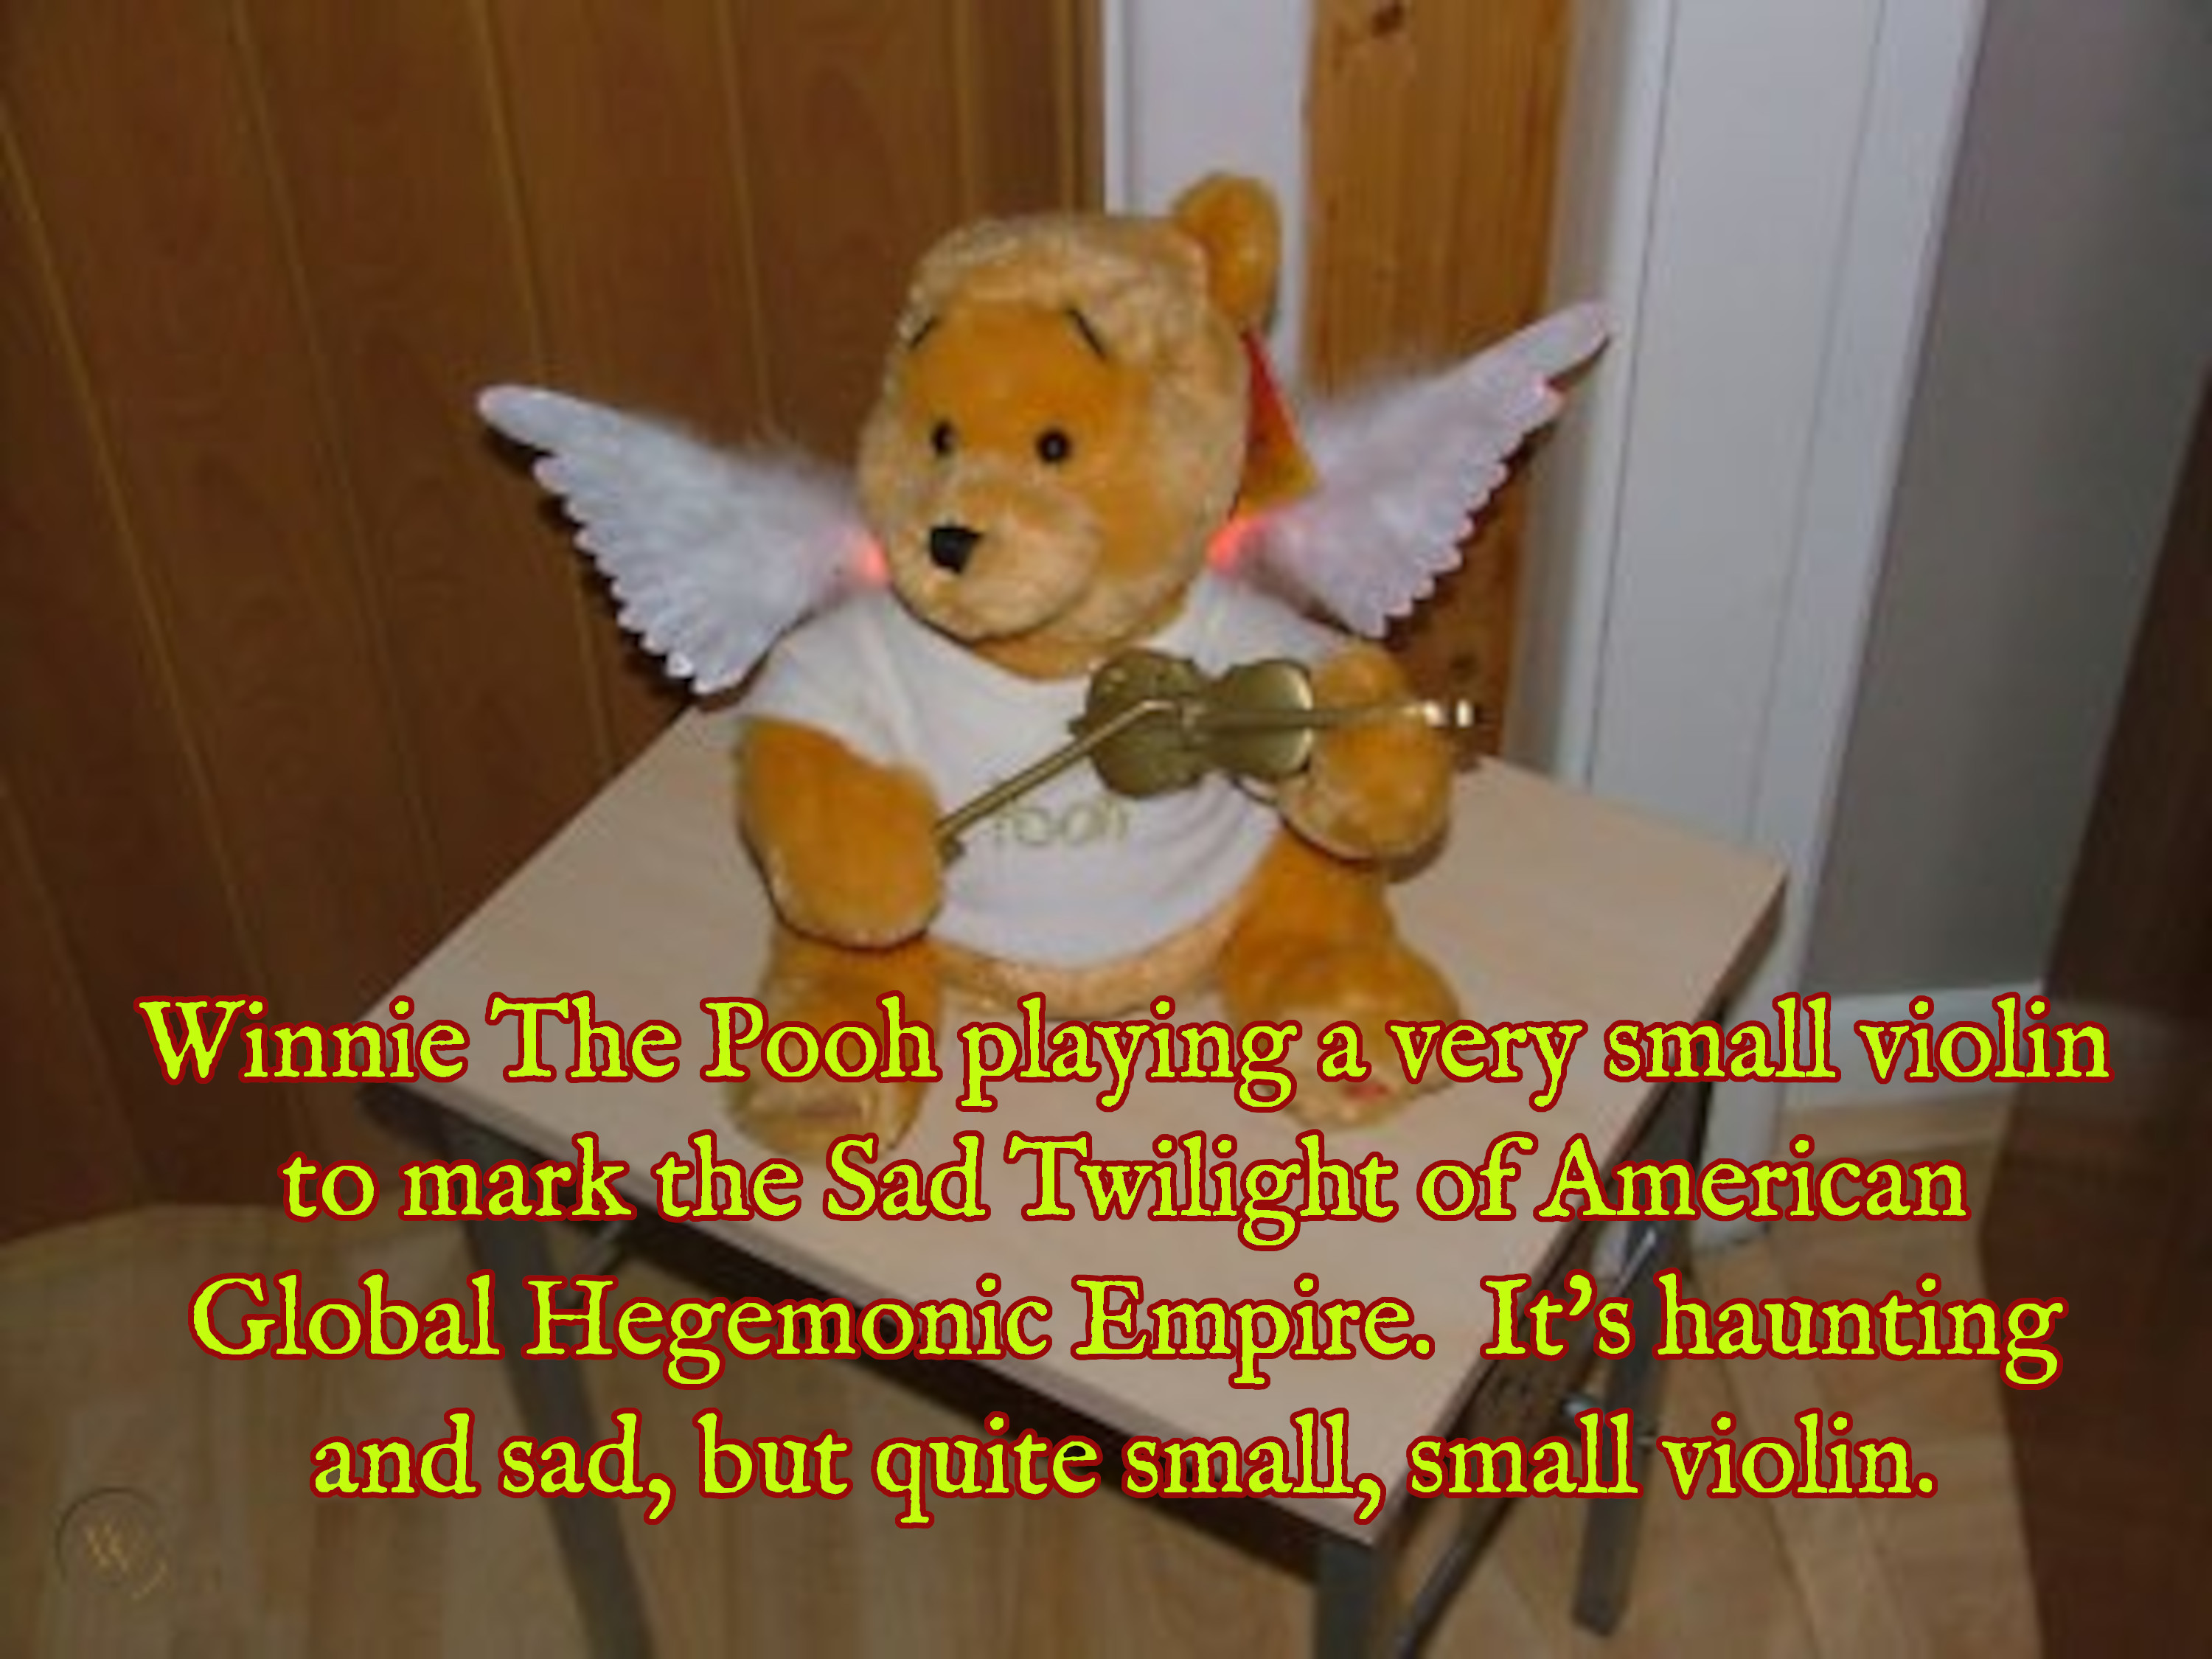 Pooh
Winnie The Pooh playing a very small violin
to mark the Sad Twilight of American
Global Hegemonic Empire.  It's haunting
and sad, but quite small, small violin.